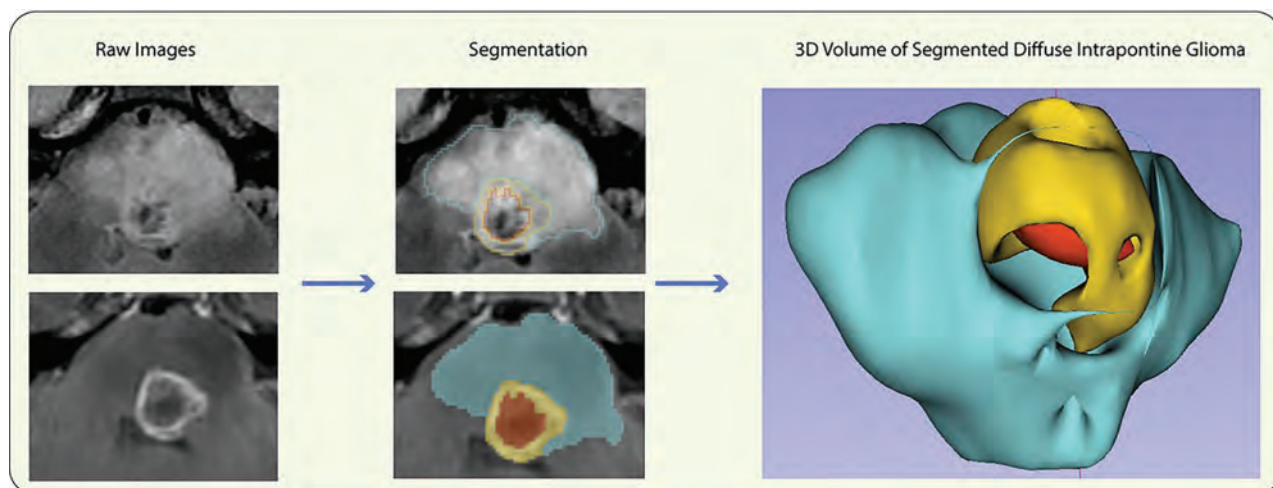 Raw Images
Segmentation
3D Volume of Segmented Diffuse Intrapontine Glioma